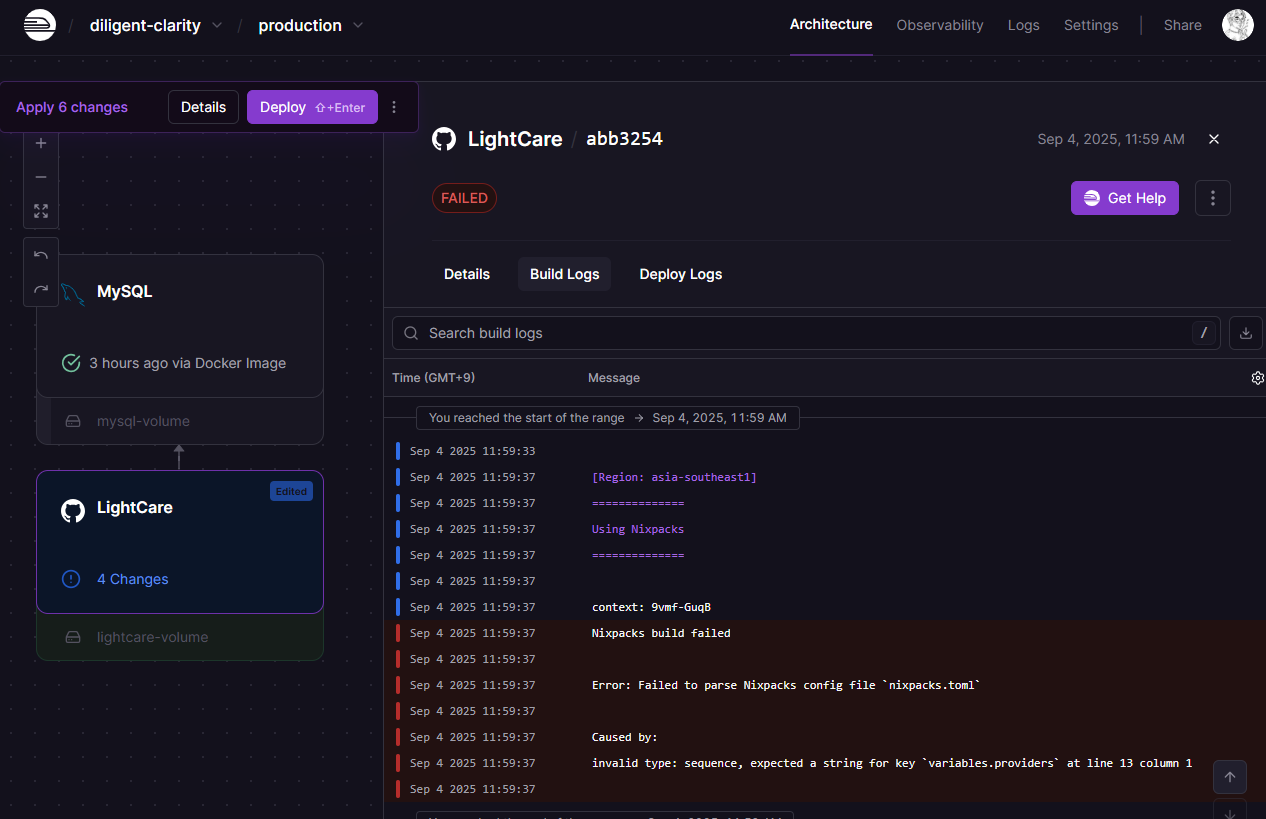 / diligent-clarity / production Architecture Observability Logs Settings | Share
Apply 6 changes Details Deploy ⇧+Enter
LightCare / abb3254 Sep 4, 2025, 11:59 AM
FAILED Get Help
MySQL
3 hours ago via Docker Image
mysql-volume
Edited
LightCare
4 Changes
lightcare-volume
Details Build Logs Deploy Logs
Search build logs /
Time (GMT+9) Message
You reached the start of the range → Sep 4, 2025, 11:59 AM
Sep 4 2025 11:59:33
Sep 4 2025 11:59:37 [Region: asia-southeast1]
Sep 4 2025 11:59:37 ==============
Sep 4 2025 11:59:37 Using Nixpacks
Sep 4 2025 11:59:37 ==============
Sep 4 2025 11:59:37
Sep 4 2025 11:59:37 context: 9vmf-GuqB
Sep 4 2025 11:59:37 Nixpacks build failed
Sep 4 2025 11:59:37
Sep 4 2025 11:59:37 Error: Failed to parse Nixpacks config file `nixpacks.toml`
Sep 4 2025 11:59:37
Sep 4 2025 11:59:37 Caused by:
Sep 4 2025 11:59:37 invalid type: sequence, expected a string for key `variables.providers` at line 13 column 1
Sep 4 2025 11:59:37